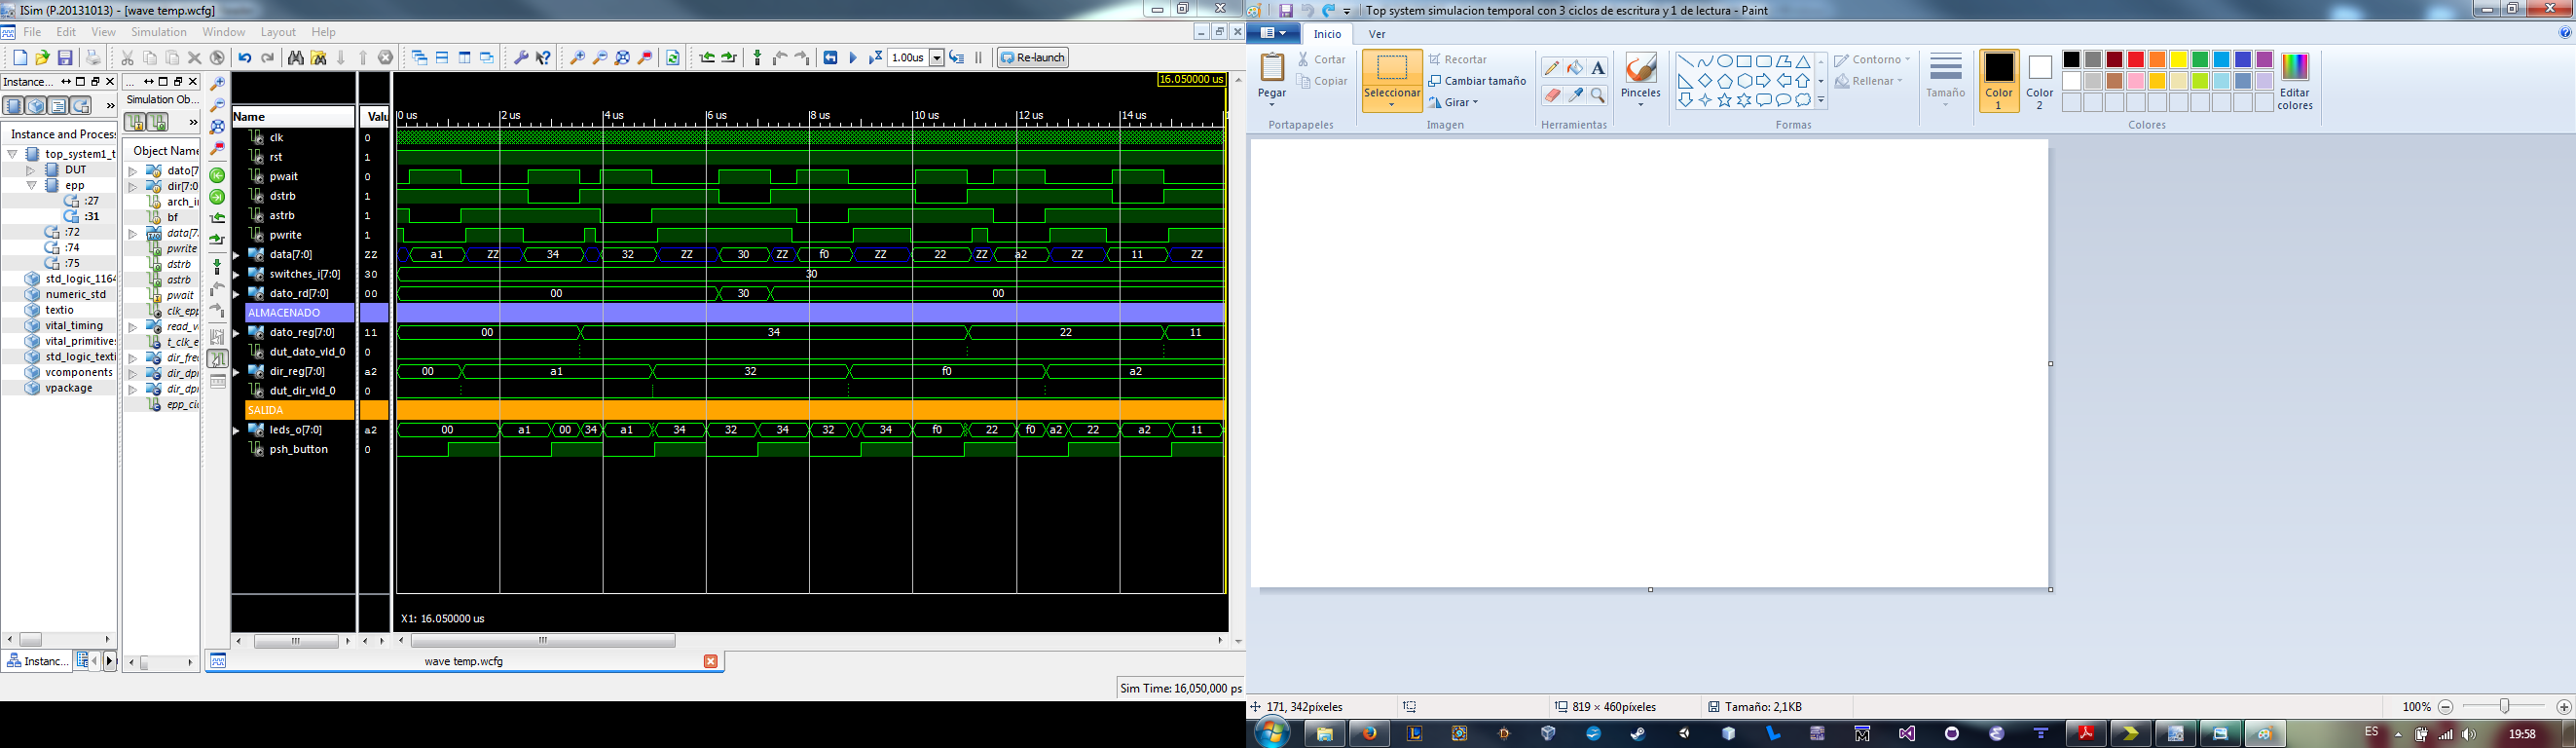 ISim (P.20131013) - [wave temp.wcfg]
File Edit View Simulation Window Layout Help
1.00us Re-launch
Instance...
Instance and Process
top_system1_t
DUT
epp
:27
:31
:72
:74
:75
std_logic_1164
numeric_std
textio
vital_timing
vital_primitives
std_logic_texti
vcomponents
vpackage
Instanc...
...
Simulation Ob...
Object Name
dato[7
dir[7:0
arch_i
bf
data[7
pwrite
dstrb
astrb
pwait
clk_epp
read_v
t_clk_e
dir_fre
dir_dp
dir_dp
epp_ci
Name Valu
clk 0
rst 1
pwait 0
dstrb 1
astrb 1
pwrite 1
data[7:0] ZZ
switches_i[7:0] 30
dato_rd[7:0] 00
ALMACENADO
dato_reg[7:0] 11
dut_dato_vld_0 0
dir_reg[7:0] a2
dut_dir_vld_0 0
SALIDA
leds_o[7:0] a2
psh_button 0
16.050000 us
0 us 2 us 4 us 6 us 8 us 10 us 12 us 14 us
a1 ZZ 34 32 ZZ 30 ZZ f0 ZZ 22 ZZ a2 ZZ 11 ZZ
30
00 30 00
00 34 22 11
00 a1 32 f0 a2
00 a1 00 34 a1 34 32 34 32 34 f0 22 f0 a2 22 a2 11
X1: 16.050000 us
wave temp.wcfg
Sim Time: 16,050,000 ps
Top system simulacion temporal con 3 ciclos de escritura y 1 de lectura - Paint
Inicio Ver
Pegar
Cortar
Copiar
Portapapeles
Seleccionar
Recortar
Cambiar tamaño
Girar
Imagen
Herramientas
Pinceles
Contorno
Rellenar
Formas
Tamaño
Color 1
Color 2
Editar colores
Colores
171, 342píxeles
819 × 460píxeles
Tamaño: 2,1KB
100%
ES
19:58